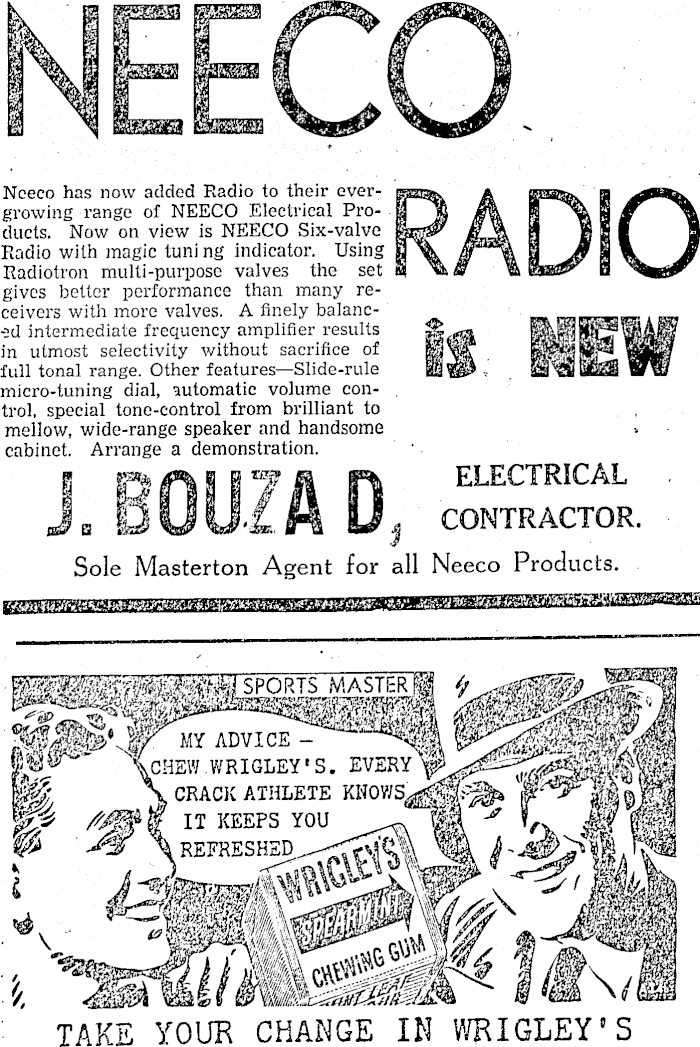 NEECO
Neeco has now added Radio to their ever-
growing range of NEECO Electrical Pro-
ducts. Now on view is NEECO Six-valve
Radio with magic tuning indicator. Using
Radiotron multi-purpose valves the set
gives better performance than many re-
ceivers with more valves. A finely balanc-
ed intermediate frequency amplifier results
in utmost selectivity without sacrifice of
full tonal range. Other features—Slide-rule
micro-tuning dial, automatic volume con-
trol, special tone-control from brilliant to
mellow, wide-range speaker and handsome
cabinet. Arrange a demonstration.
RADIO
is NEW
J. BOUZAID,
ELECTRICAL
CONTRACTOR.
Sole Masterton Agent for all Neeco Products.
SPORTS MASTER
MY ADVICE —
CHEW WRIGLEY'S. EVERY
CRACK ATHLETE KNOWS
IT KEEPS YOU
REFRESHED
WRIGLEY'S
SPEARMINT
CHEWING GUM
TAKE YOUR CHANGE IN WRIGLEY'S